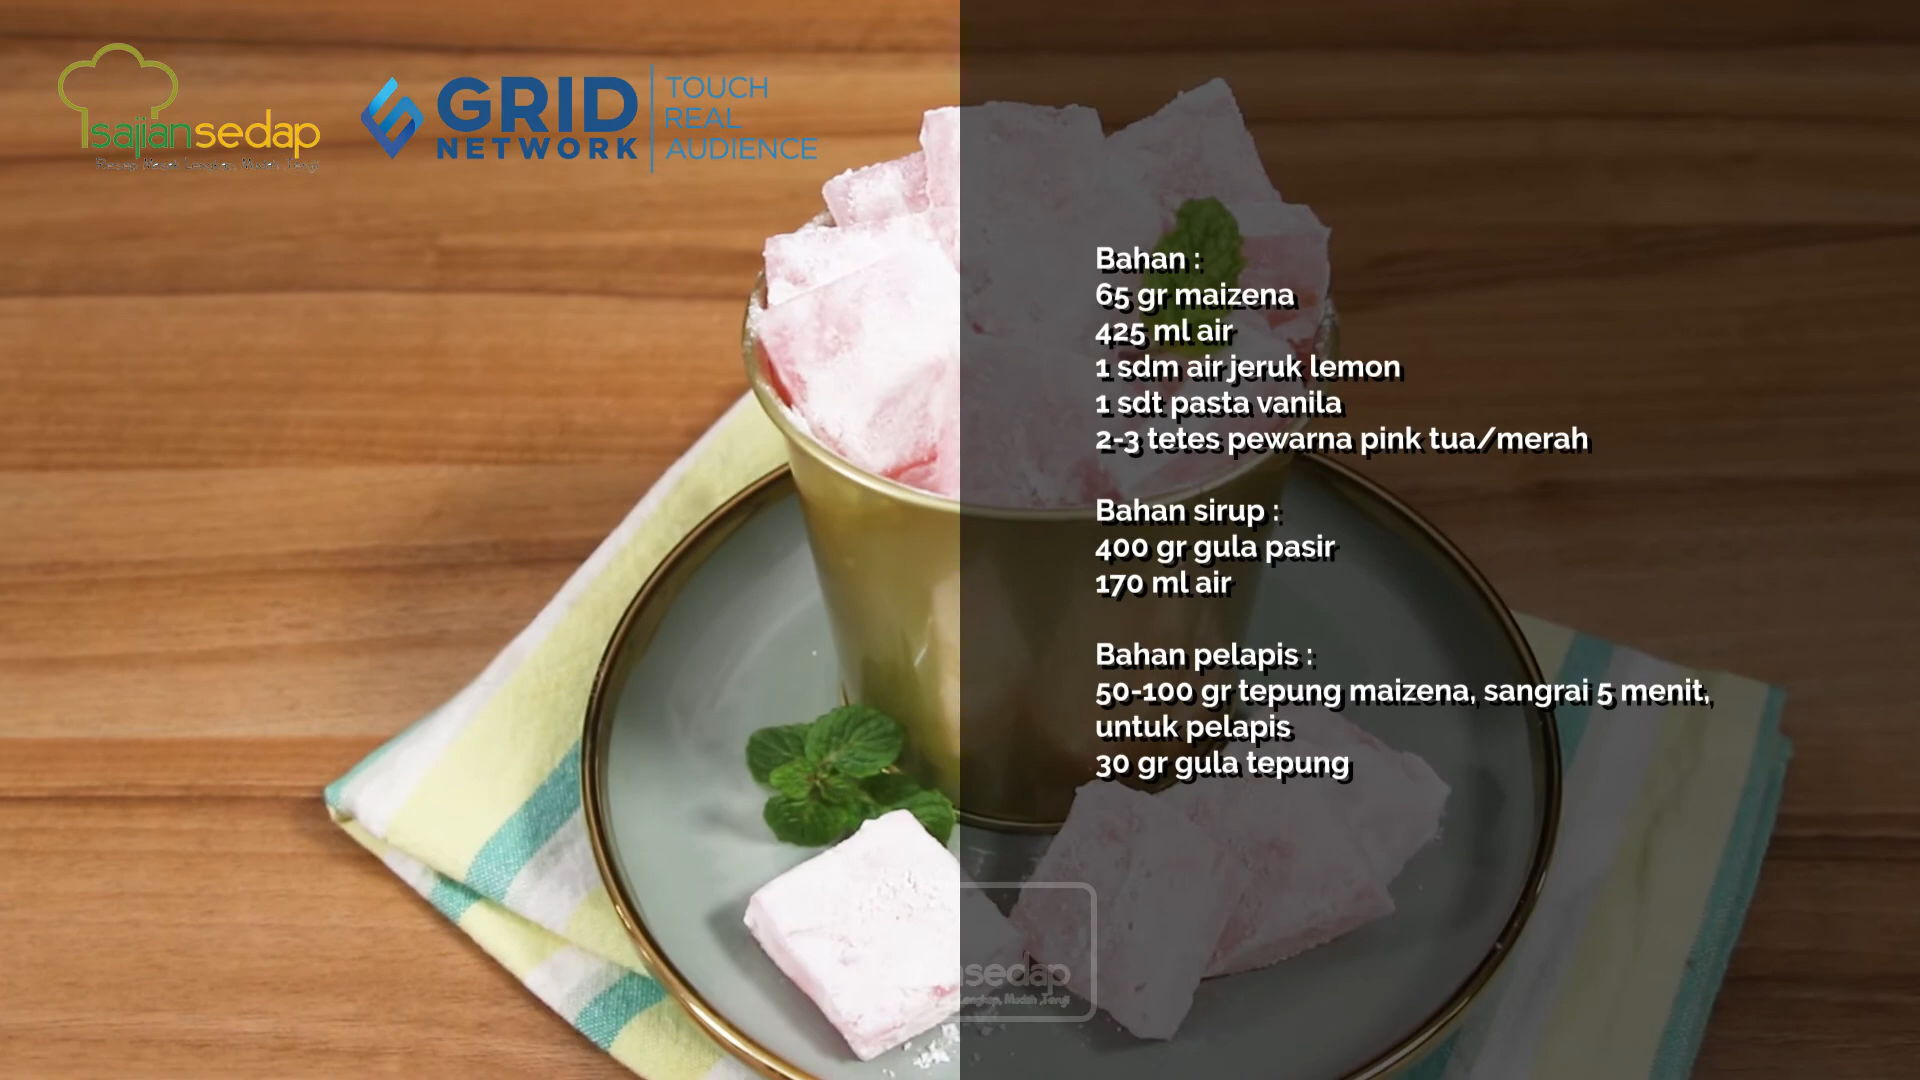 sajiansedap
GRID
NETWORK
TOUCH
REAL
AUDIENCE
Bahan :
65 gr maizena
425 ml air
1 sdm air jeruk lemon
1 sdt pasta vanila
2-3 tetes pewarna pink tua/merah
Bahan sirup :
400 gr gula pasir
170 ml air
Bahan pelapis :
50-100 gr tepung maizena, sangrai 5 menit,
untuk pelapis
30 gr gula tepung
sedap